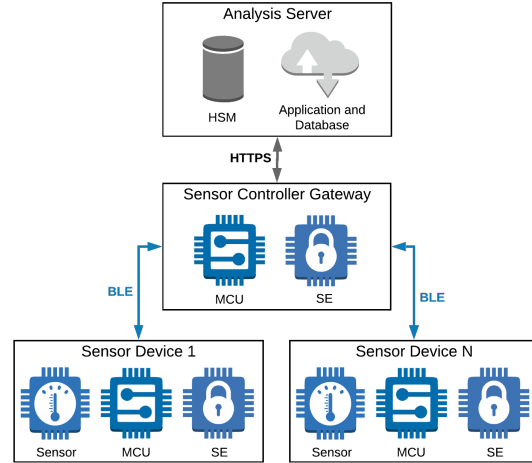 Analysis Server
HSM
Application and
Database
HTTPS
Sensor Controller Gateway
MCU
SE
BLE
BLE
Sensor Device 1
Sensor
MCU
SE
Sensor Device N
Sensor
MCU
SE